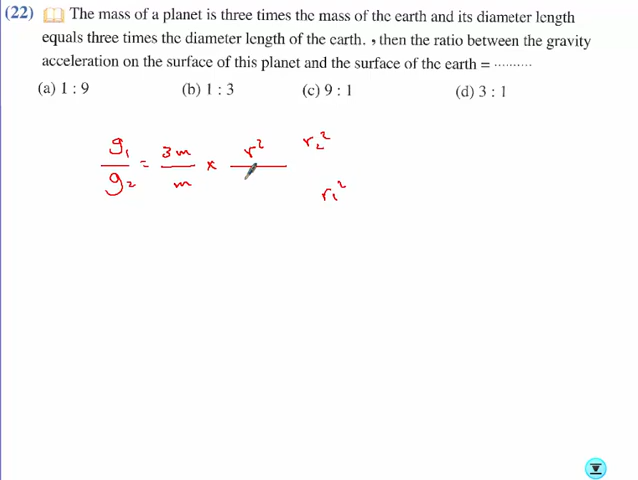 (22) The mass of a planet is three times the mass of the earth and its diameter length
equals three times the diameter length of the earth. , then the ratio between the gravity
acceleration on the surface of this planet and the surface of the earth = ..........
(a) 1 : 9 (b) 1 : 3 (c) 9 : 1 (d) 3 : 1
g₁/g₂ = 3m/m × r²/ r₂²
r₁²